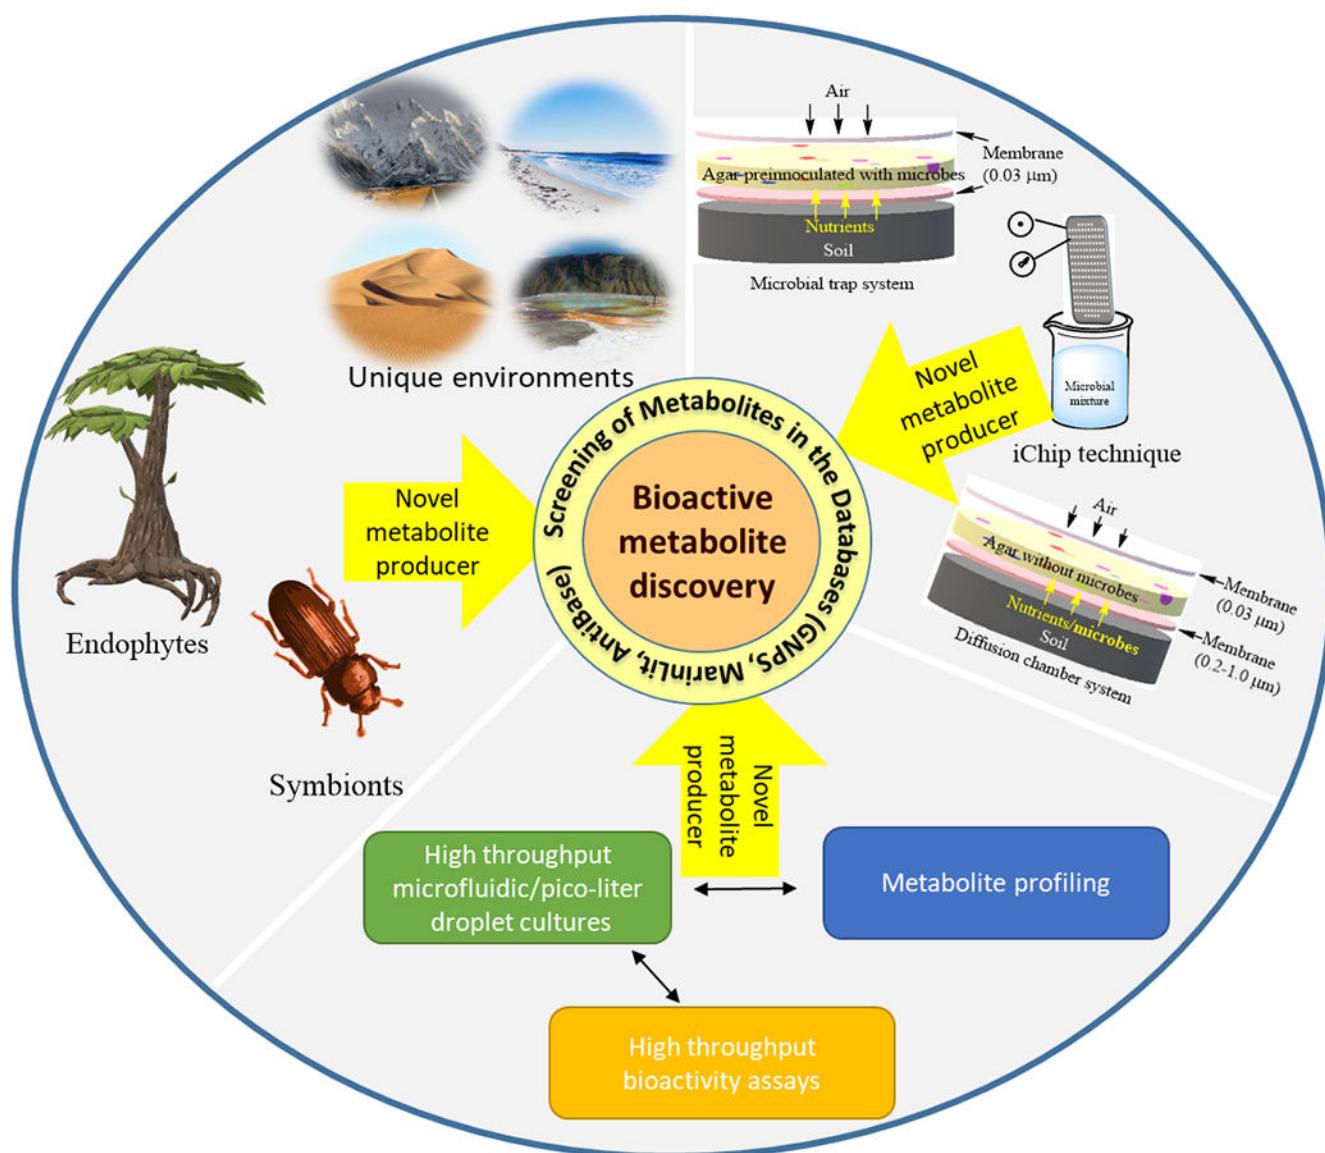 Unique environments
Endophytes
Symbionts
Novel
metabolite
producer
Air
Membrane
(0.03 µm)
Agar-preinnoculated with microbes
Nutrients
Soil
Microbial trap system
Microbial
mixture
iChip technique
Novel
metabolite
producer
Air
Agar without microbes
Nutrients/microbes
Soil
Diffusion chamber system
Membrane
(0.03 µm)
Membrane
(0.2-1.0 µm)
Screening of Metabolites in the Databases (GNPS, MarinLit, AntiBase)
Bioactive
metabolite
discovery
Novel
metabolite
producer
High throughput
microfluidic/pico-liter
droplet cultures
Metabolite profiling
High throughput
bioactivity assays